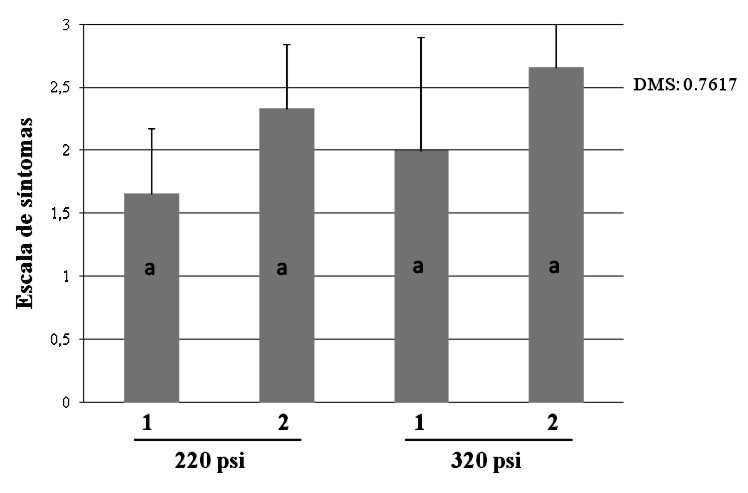 3
2,5
2
1,5
1
0,5
0
Escala de síntomas
DMS: 0.7617
a a a a
1 2 1 2
220 psi 320 psi